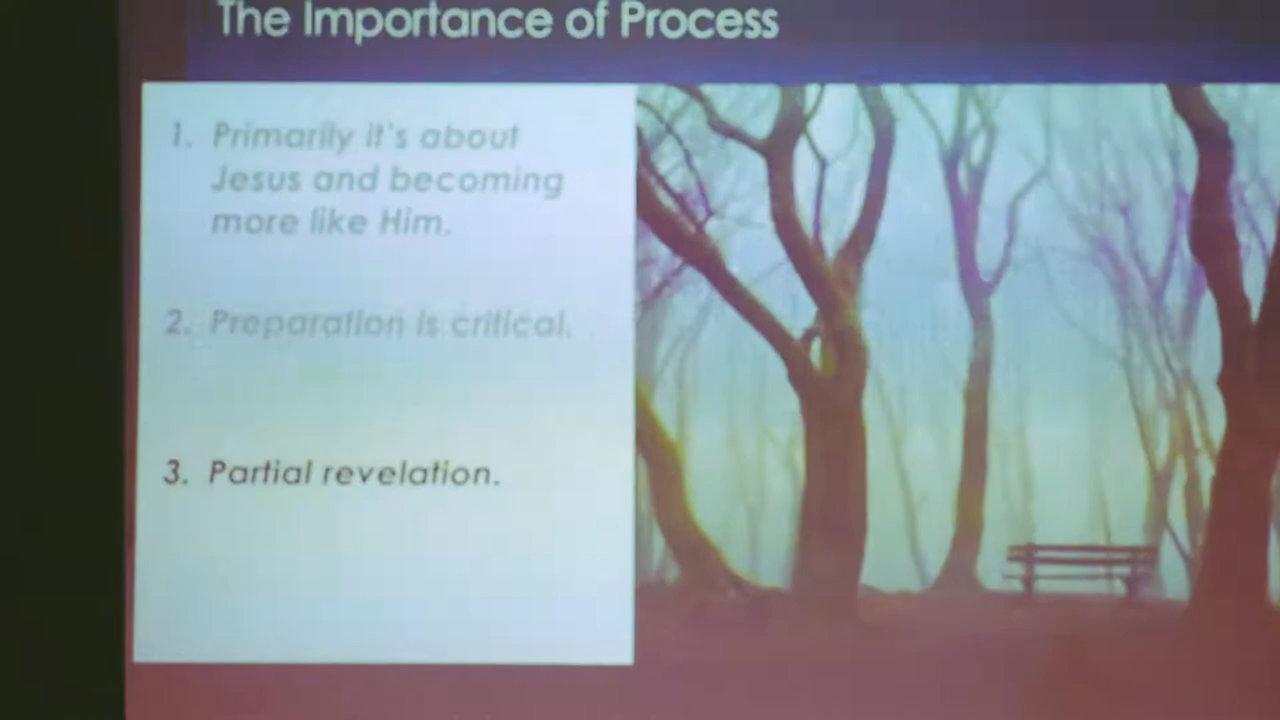 The Importance of Process
1. Primarily it's about
Jesus and becoming
more like Him.
2. Preparation is critical.
3. Partial revelation.